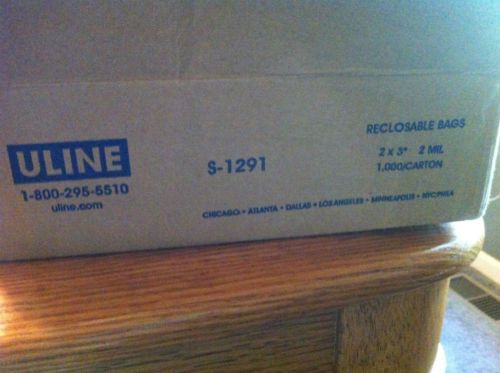 ULINE
1-800-295-5510
uline.com
S-1291
RECLOSABLE BAGS
2 x 3" 2 MIL
1,000/CARTON
CHICAGO • ATLANTA • DALLAS • LOS ANGELES • MINNEAPOLIS • NYC/PHILA